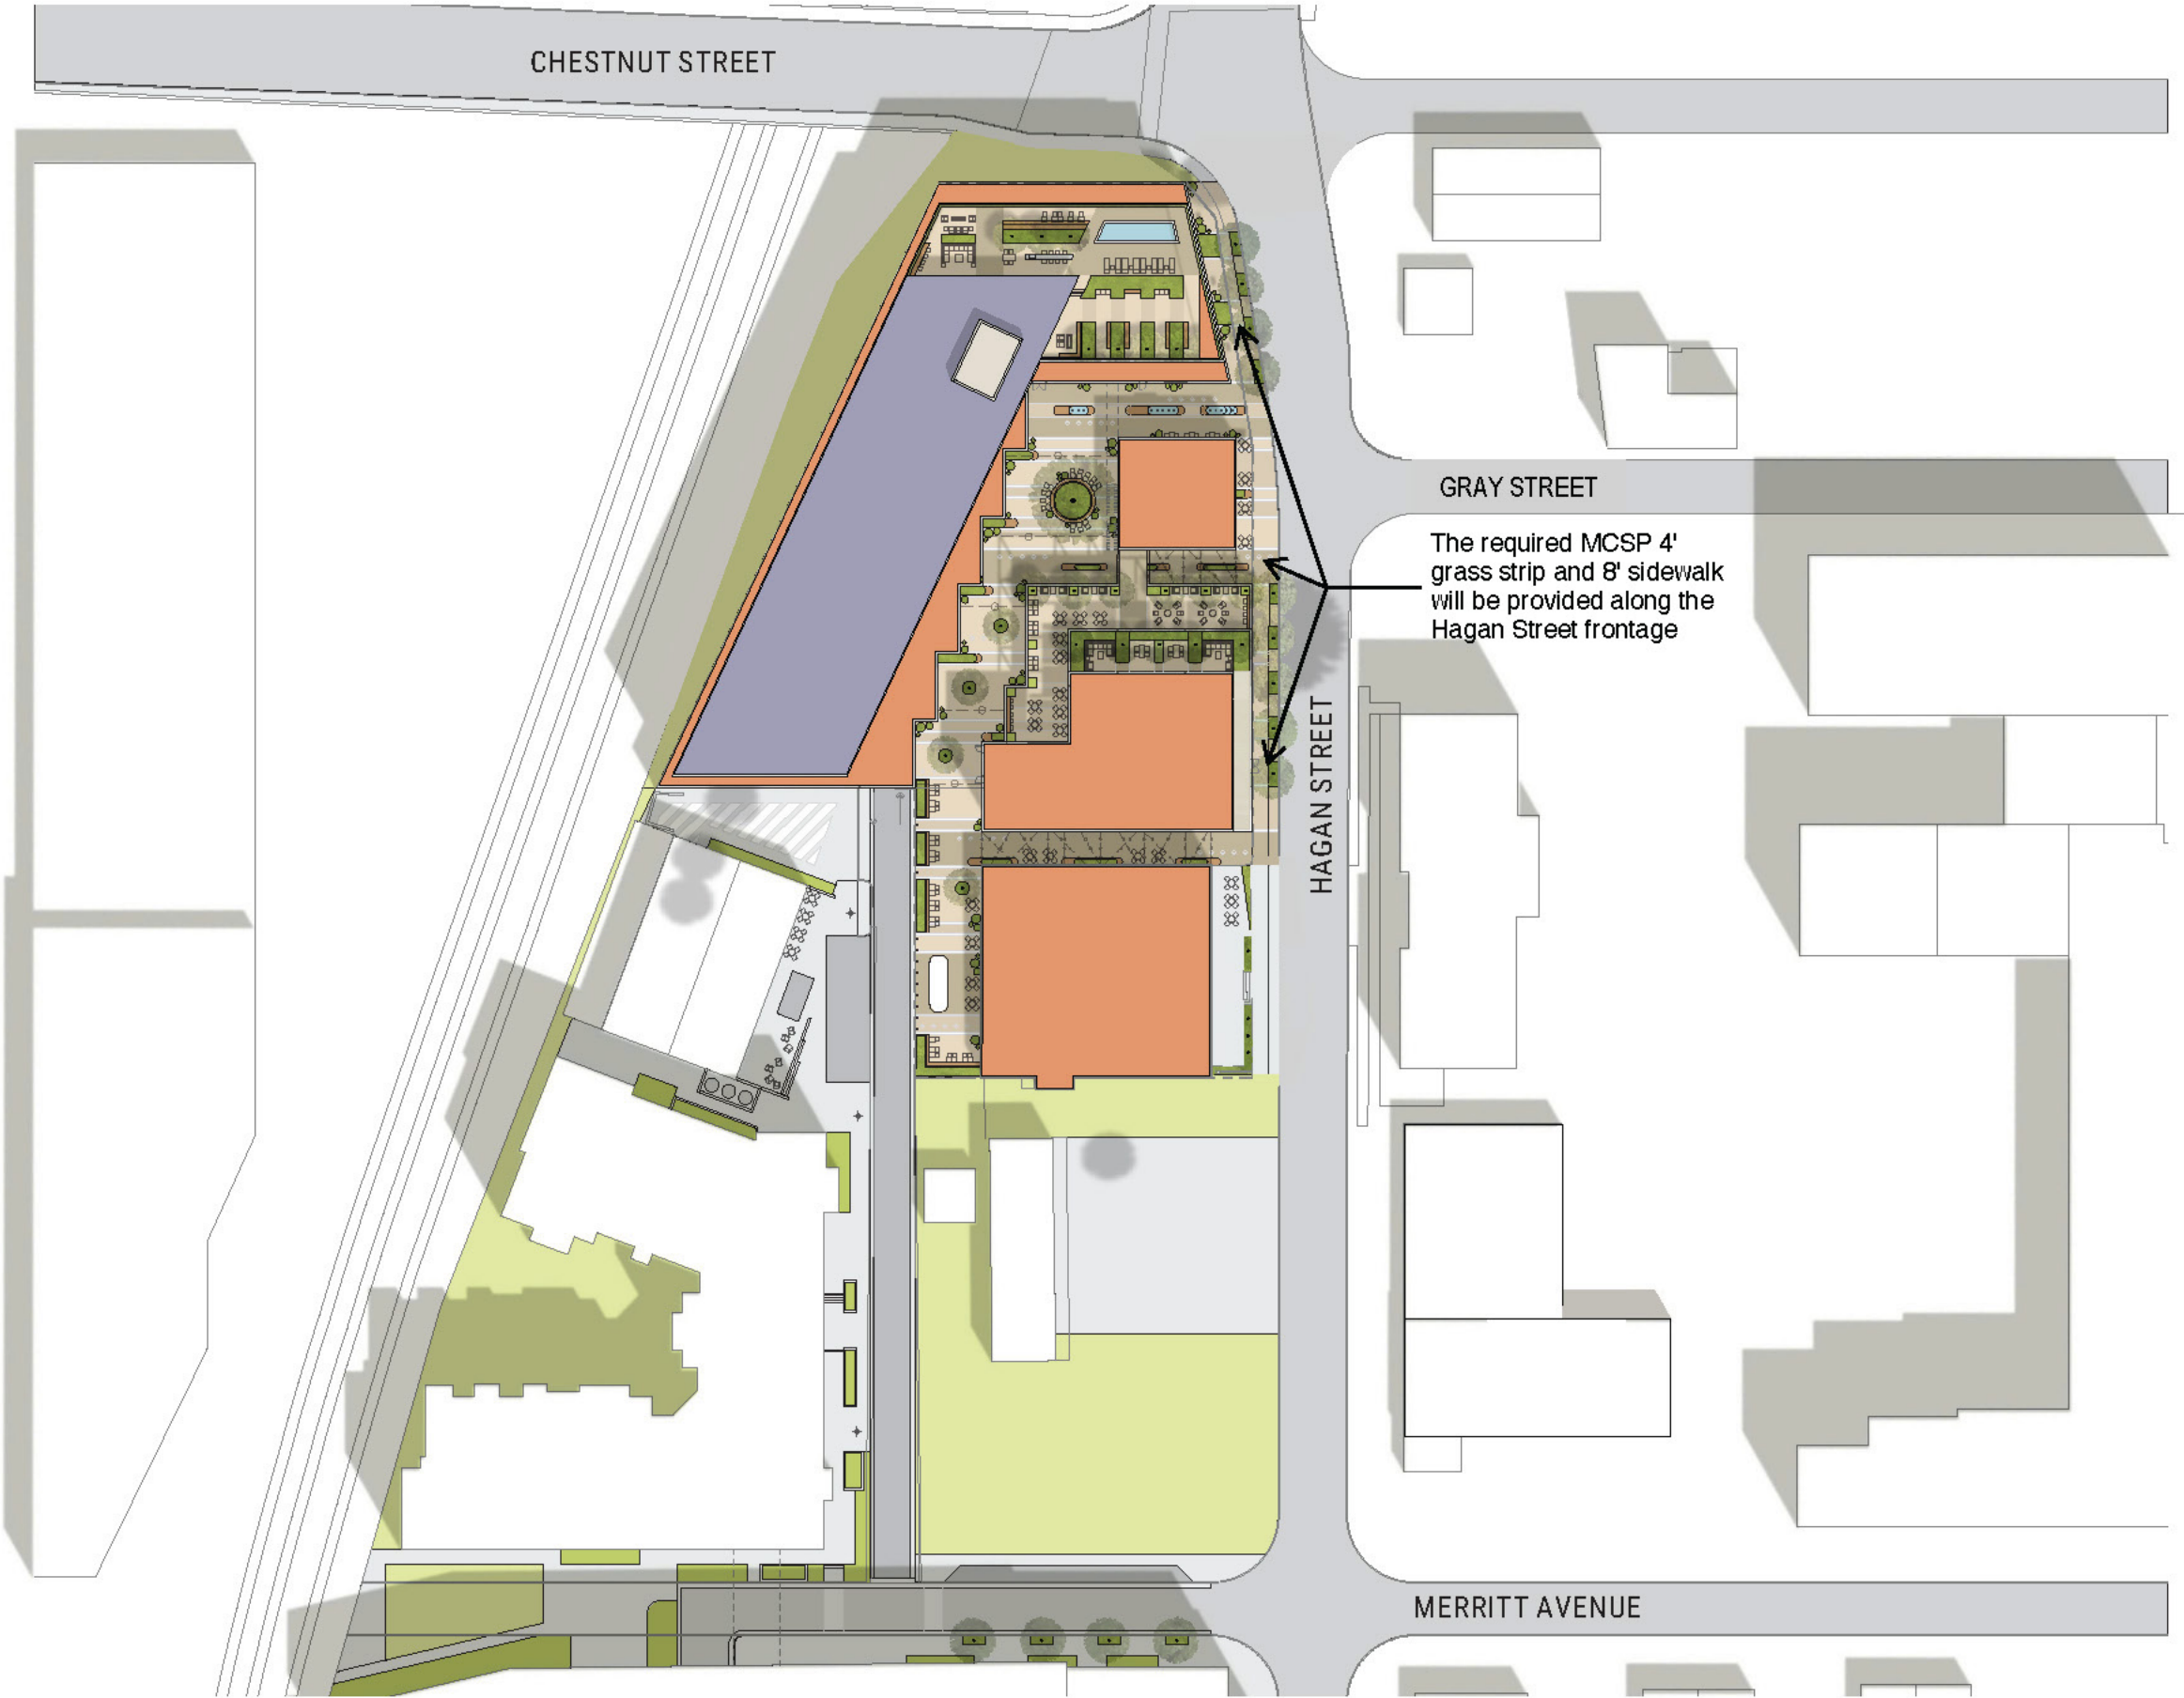 CHESTNUT STREET
GRAY STREET
The required MCSP 4'
grass strip and 8' sidewalk
will be provided along the
Hagan Street frontage
HAGAN STREET
MERRITT AVENUE